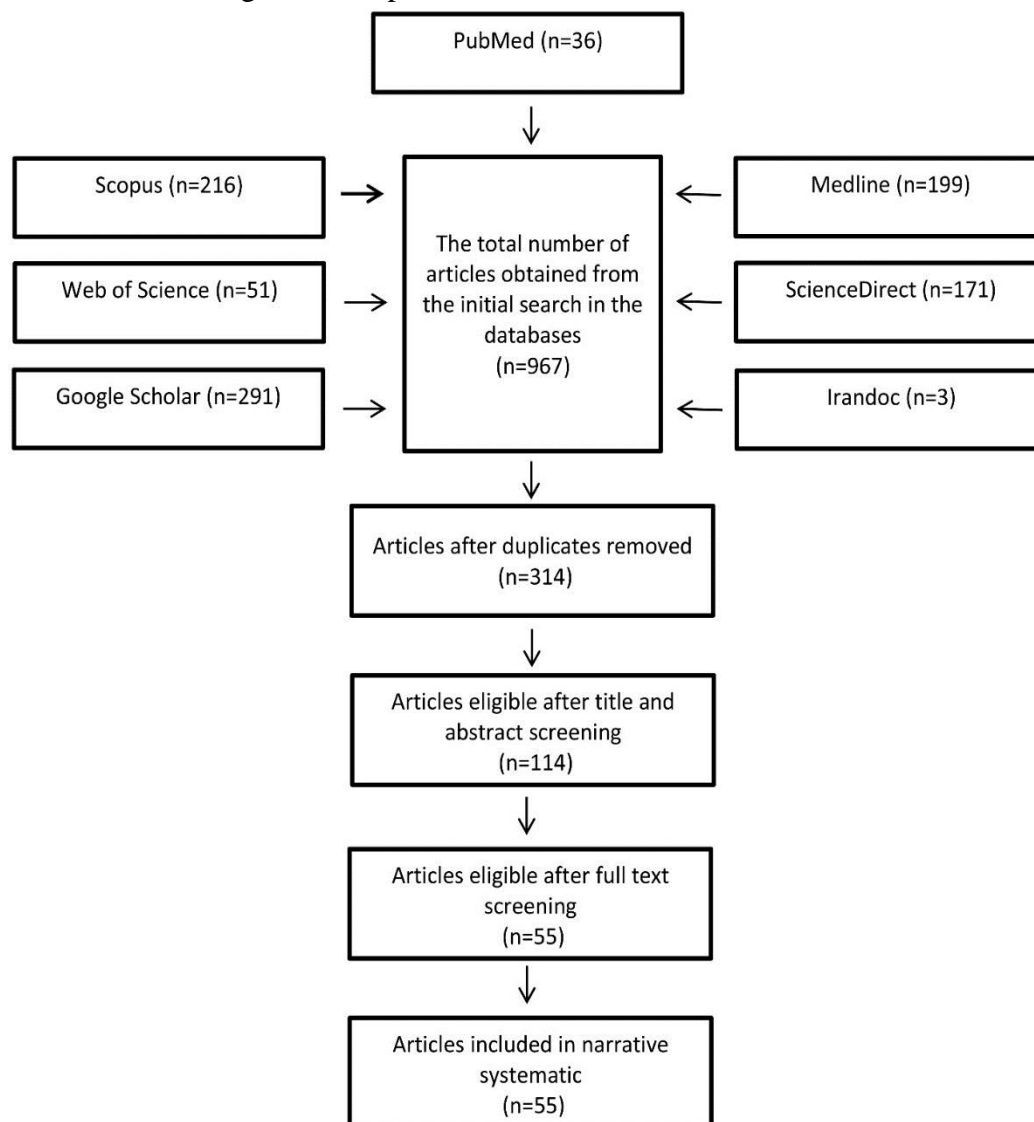 PubMed (n=36)
Scopus (n=216)
Web of Science (n=51)
Google Scholar (n=291)
The total number of
articles obtained from
the initial search in the
databases
(n=967)
Medline (n=199)
ScienceDirect (n=171)
Irandoc (n=3)
Articles after duplicates removed
(n=314)
Articles eligible after title and
abstract screening
(n=114)
Articles eligible after full text
screening
(n=55)
Articles included in narrative
systematic
(n=55)